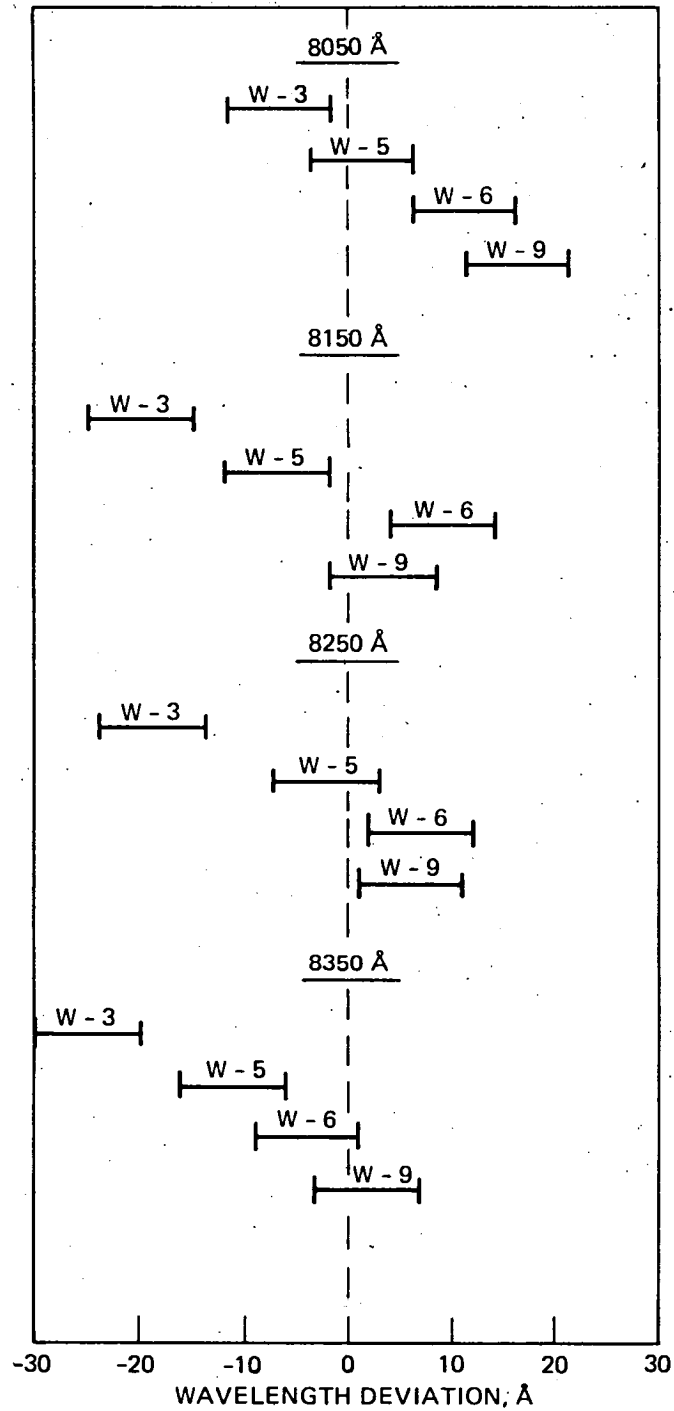 8050 Å
W - 3
W - 5
W - 6
W - 9
8150 Å
W - 3
W - 5
W - 6
W - 9
8250 Å
W - 3
W - 5
W - 6
W - 9
8350 Å
W - 3
W - 5
W - 6
W - 9
-30 -20 -10 0 10 20 30
WAVELENGTH DEVIATION, Å